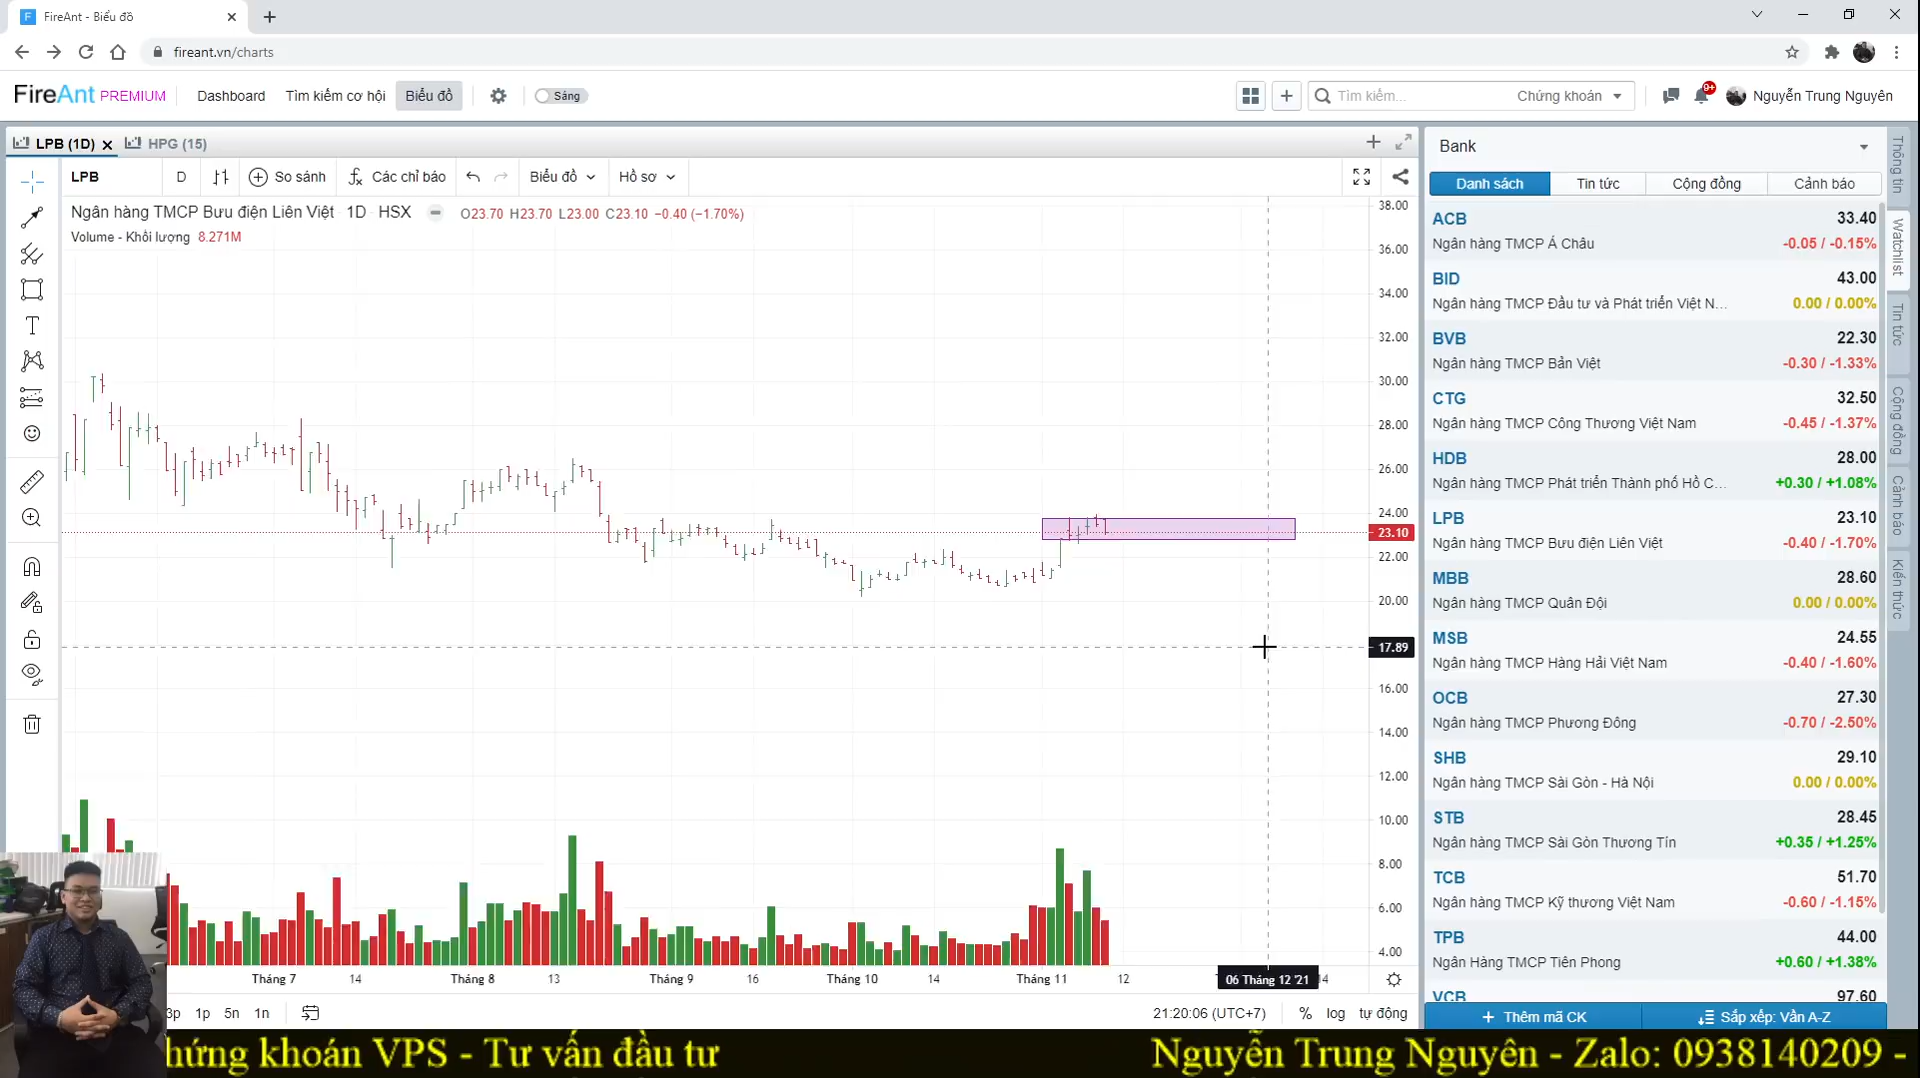 FireAnt - Biểu đồ
fireant.vn/charts
FireAnt PREMIUM
Dashboard
Tìm kiếm cơ hội
Biểu đồ
Sáng
Tìm kiếm...
Chứng khoán
9+
Nguyễn Trung Nguyên
LPB (1D)
HPG (15)
LPB
D
So sánh
Các chỉ báo
Biểu đồ
Hồ sơ
Ngân hàng TMCP Bưu điện Liên Việt 1D HSX
O23.70 H23.70 L23.00 C23.10 −0.40 (−1.70%)
Volume - Khối lượng 8.271M
38.00
36.00
34.00
32.00
30.00
28.00
26.00
24.00
23.10
22.00
20.00
17.89
16.00
14.00
12.00
10.00
8.00
6.00
4.00
Tháng 7
14
Tháng 8
13
Tháng 9
16
Tháng 10
14
Tháng 11
12
06 Tháng 12 '21
14
3p
1p
5n
1n
21:20:06 (UTC+7)
%
log
tự động
Bank
Danh sách
Tin tức
Cộng đồng
Cảnh báo
ACB 33.40
Ngân hàng TMCP Á Châu -0.05 / -0.15%
BID 43.00
Ngân hàng TMCP Đầu tư và Phát triển Việt N... 0.00 / 0.00%
BVB 22.30
Ngân hàng TMCP Bản Việt -0.30 / -1.33%
CTG 32.50
Ngân hàng TMCP Công Thương Việt Nam -0.45 / -1.37%
HDB 28.00
Ngân hàng TMCP Phát triển Thành phố Hồ C... +0.30 / +1.08%
LPB 23.10
Ngân hàng TMCP Bưu điện Liên Việt -0.40 / -1.70%
MBB 28.60
Ngân hàng TMCP Quân Đội 0.00 / 0.00%
MSB 24.55
Ngân hàng TMCP Hàng Hải Việt Nam -0.40 / -1.60%
OCB 27.30
Ngân hàng TMCP Phương Đông -0.70 / -2.50%
SHB 29.10
Ngân hàng TMCP Sài Gòn - Hà Nội 0.00 / 0.00%
STB 28.45
Ngân hàng TMCP Sài Gòn Thương Tín +0.35 / +1.25%
TCB 51.70
Ngân hàng TMCP Kỹ thương Việt Nam -0.60 / -1.15%
TPB 44.00
Ngân Hàng TMCP Tiên Phong +0.60 / +1.38%
VCB 97.60
Thêm mã CK
Sắp xếp: Vần A-Z
Thông tin
Watchlist
Tin tức
Cộng đồng
Cảnh báo
Kiến thức
hứng khoán VPS - Tư vấn đầu tư
Nguyễn Trung Nguyên - Zalo: 0938140209 -